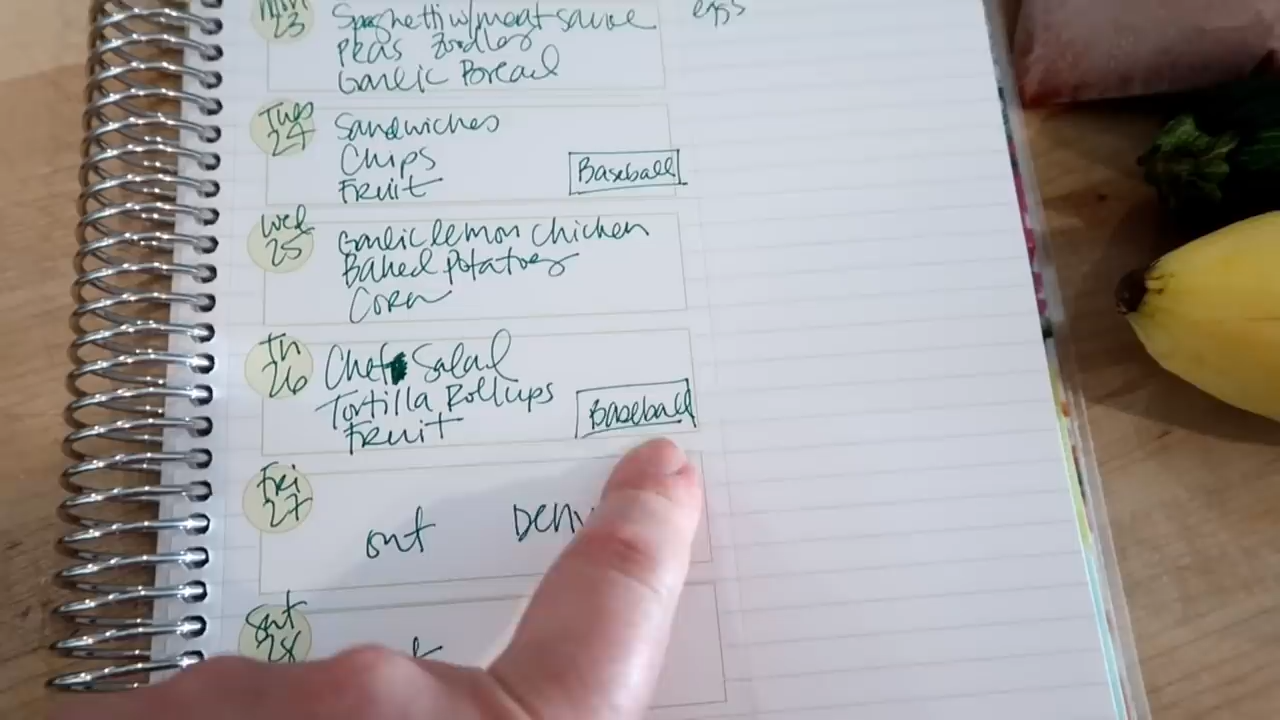 Mon
23
Spaghetti w/meat sauce
Peas Zoodles
Garlic Bread
eggs
Tues
24
Sandwiches
Chips
Fruit
Baseball
Wed
25
Garlic lemon chicken
Baked Potatoes
Corn
Th
26
Chef Salad
Tortilla Rollups
Fruit
Baseball
Fri
27
out
Sat
28